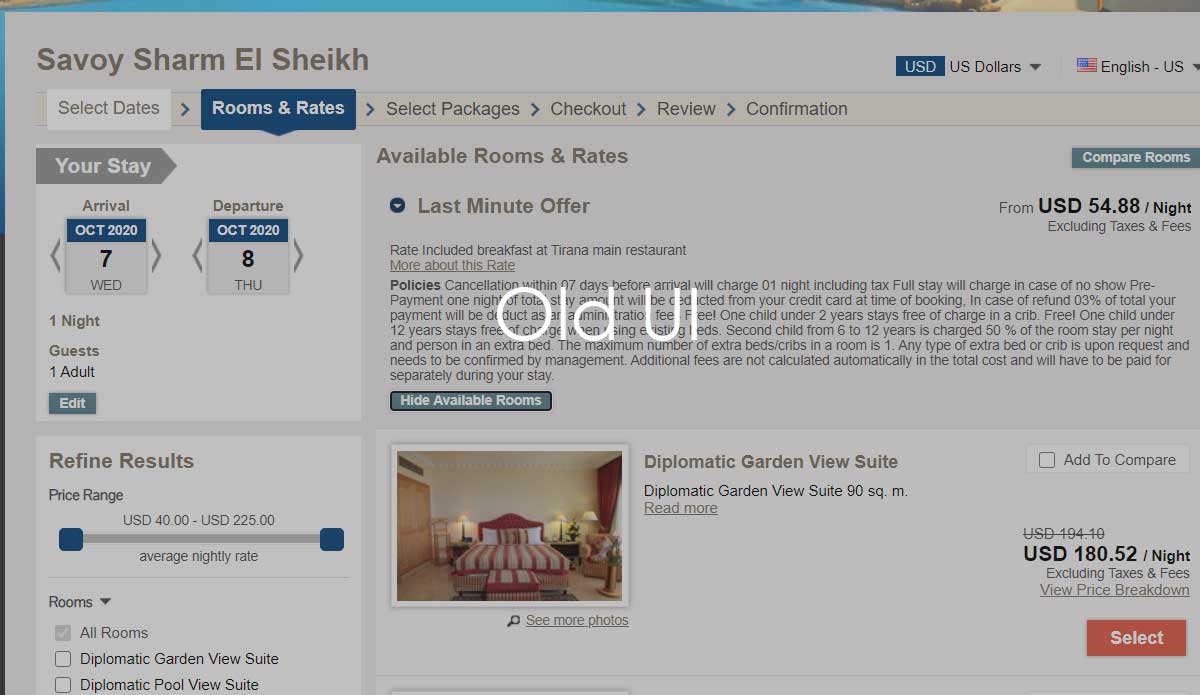 Savoy Sharm El Sheikh
USD US Dollars
English - US
Select Dates
Rooms & Rates
Select Packages
Checkout
Review
Confirmation
Your Stay
Arrival
OCT 2020
7
WED
Departure
OCT 2020
8
THU
1 Night
Guests
1 Adult
Edit
Refine Results
Price Range
USD 40.00 - USD 225.00
average nightly rate
Rooms
All Rooms
Diplomatic Garden View Suite
Diplomatic Pool View Suite
Available Rooms & Rates
Compare Rooms
Last Minute Offer
From USD 54.88 / Night
Excluding Taxes & Fees
Rate Included breakfast at Tirana main restaurant
More about this Rate
Policies Cancellation within 07 days before arrival will charge 01 night including tax Full stay will charge in case of no show Pre-
Payment one night of total stay amount will be deducted from your credit card at time of booking, In case of refund 03% of total your
payment will be deduct as an administration fee. Free! One child under 2 years stays free of charge in a crib. Free! One child under
12 years stays free of charge when using existing beds. Second child from 6 to 12 years is charged 50 % of the room stay per night
and person in an extra bed. The maximum number of extra beds/cribs in a room is 1. Any type of extra bed or crib is upon request and
needs to be confirmed by management. Additional fees are not calculated automatically in the total cost and will have to be paid for
separately during your stay.
Old UI
Hide Available Rooms
Diplomatic Garden View Suite
Diplomatic Garden View Suite 90 sq. m.
Read more
See more photos
Add To Compare
USD 194.10
USD 180.52 / Night
Excluding Taxes & Fees
View Price Breakdown
Select